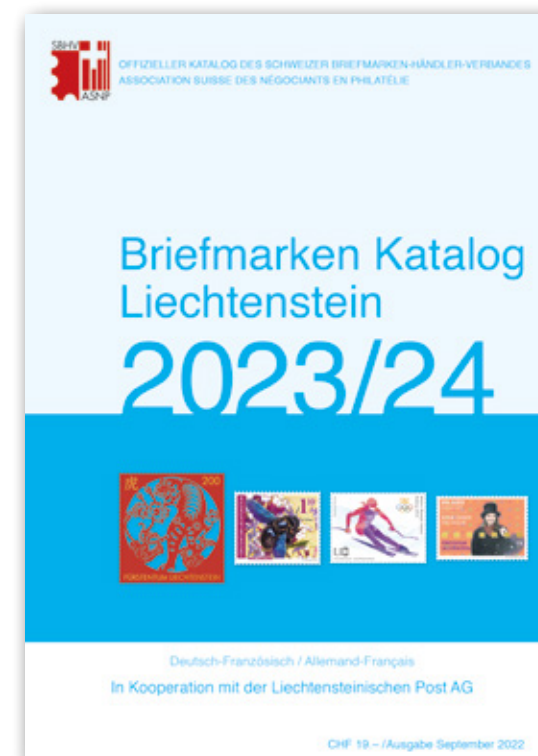 SBHV
ASNP
OFFIZIELLER KATALOG DES SCHWEIZER BRIEFMARKEN-HÄNDLER-VERBANDES
ASSOCIATION SUISSE DES NÉGOCIANTS EN PHILATÉLIE
Briefmarken Katalog
Liechtenstein
2023/24
虎 200
FÜRSTENTUM LIECHTENSTEIN
Deutsch-Französisch / Allemand-Français
In Kooperation mit der Liechtensteinischen Post AG
CHF 19.– /Ausgabe September 2022